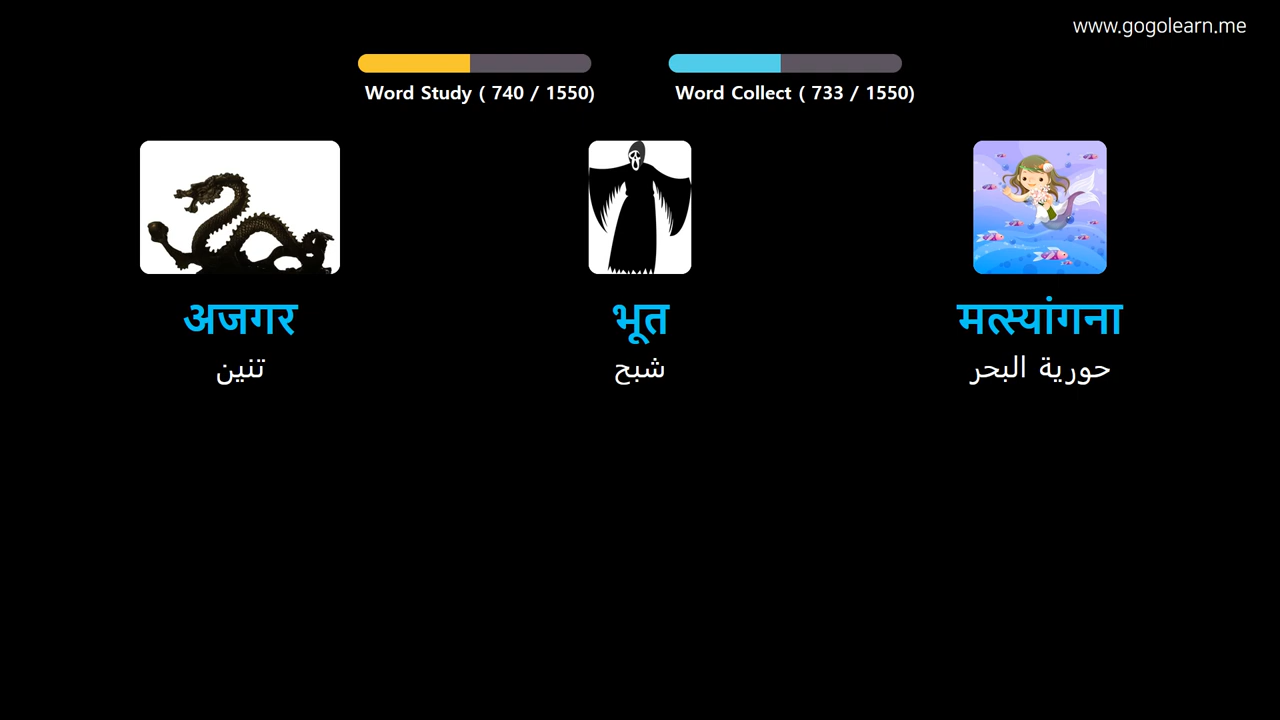 www.gogolearn.me
Word Study ( 740 / 1550)
Word Collect ( 733 / 1550)
अजगर
भूत
मत्स्यांगना
تنين
شبح
حورية البحر